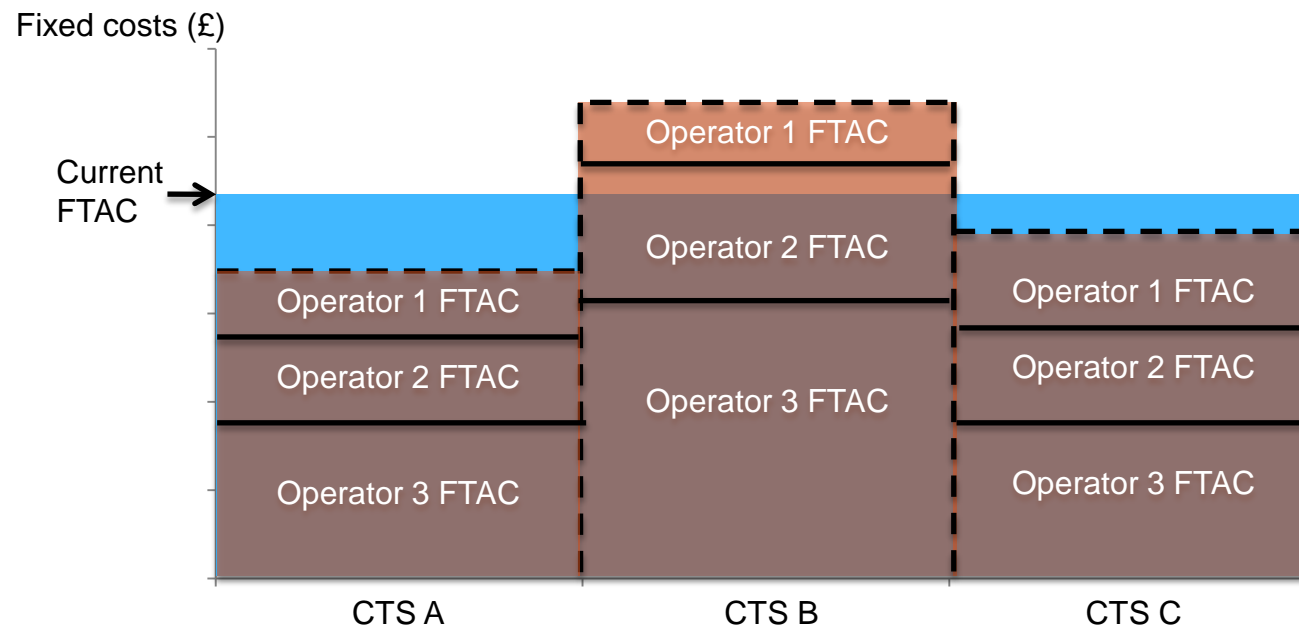 Fixed costs (£)
Current
FTAC
Operator 1 FTAC
Operator 2 FTAC
Operator 3 FTAC
Operator 1 FTAC
Operator 2 FTAC
Operator 3 FTAC
Operator 1 FTAC
Operator 2 FTAC
Operator 3 FTAC
CTS A
CTS B
CTS C